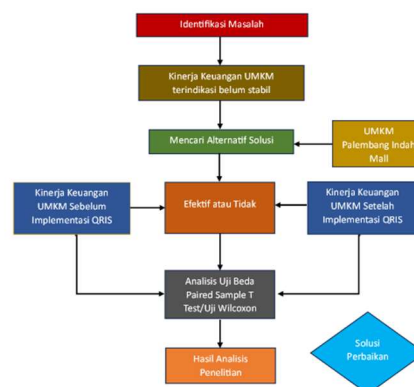 Identifikasi Masalah
Kinerja Keuangan UMKM
terindikasi belum stabil
Mencari Alternatif Solusi
UMKM
Palembang Indah
Mall
Kinerja Keuangan
UMKM Sebelum
Implementasi QRIS
Efektif atau Tidak
Kinerja Keuangan
UMKM Setelah
Implementasi QRIS
Analisis Uji Beda
Paired Sample T
Test/Uji Wilcoxon
Hasil Analisis
Penelitian
Solusi
Perbaikan